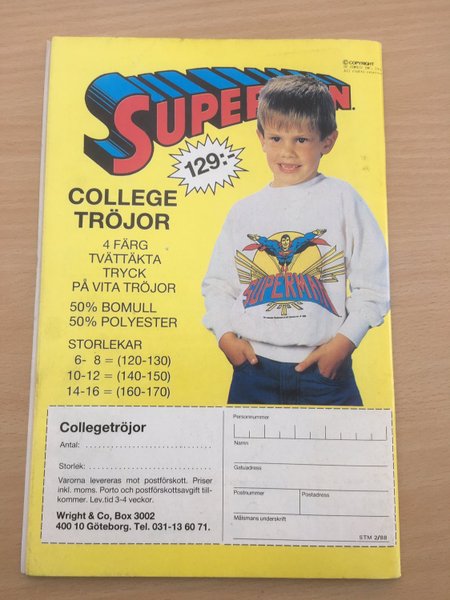 © COPYRIGHT
SUPERMAN
129:-
COLLEGE
TRÖJOR
4 FÄRG
TVÄTTÄKTA
TRYCK
PÅ VITA TRÖJOR
50% BOMULL
50% POLYESTER
STORLEKAR
6- 8 = (120-130)
10-12 = (140-150)
14-16 = (160-170)
SUPERMAN
Collegetröjor
Antal:
Storlek:
Varorna levereras mot postförskott. Priser
inkl. moms. Porto och postförskottsavgift till-
kommer. Lev.tid 3-4 veckor.
Wright & Co, Box 3002
400 10 Göteborg. Tel. 031-13 60 71.
Personnummer
Namn
Gatuadress
Postnummer
Postadress
Målsmans underskrift
STM 2/88